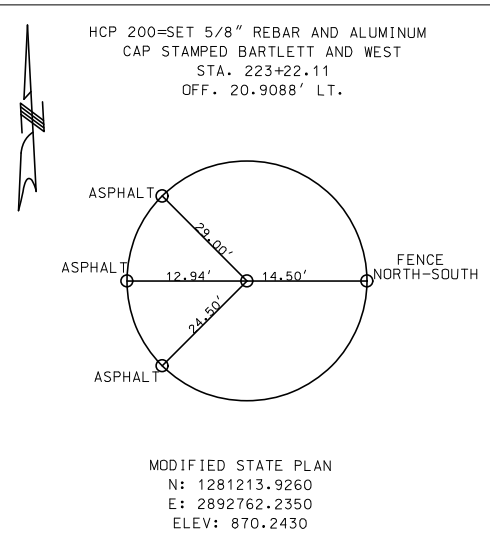 HCP 200=SET 5/8" REBAR AND ALUMINUM
CAP STAMPED BARTLETT AND WEST
STA. 223+22.11
OFF. 20.9088' LT.
N
ASPHALT
29.00'
ASPHALT
12.94'
14.50'
FENCE
NORTH-SOUTH
24.50'
ASPHALT
MODIFIED STATE PLAN
N: 1281213.9260
E: 2892762.2350
ELEV: 870.2430